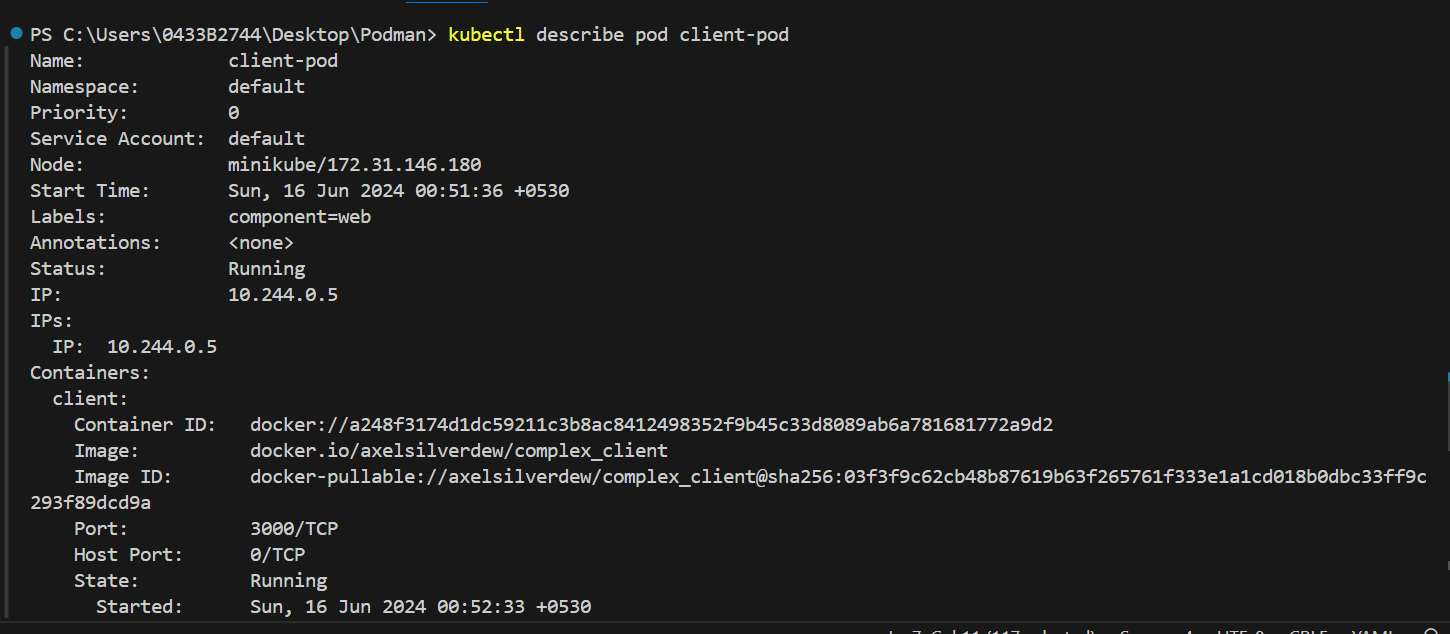 PS C:\Users\0433B2744\Desktop\Podman> kubectl describe pod client-pod
Name:             client-pod
Namespace:        default
Priority:         0
Service Account:  default
Node:             minikube/172.31.146.180
Start Time:       Sun, 16 Jun 2024 00:51:36 +0530
Labels:           component=web
Annotations:      <none>
Status:           Running
IP:               10.244.0.5
IPs:
  IP:  10.244.0.5
Containers:
  client:
    Container ID:   docker://a248f3174d1dc59211c3b8ac8412498352f9b45c33d8089ab6a781681772a9d2
    Image:          docker.io/axelsilverdew/complex_client
    Image ID:       docker-pullable://axelsilverdew/complex_client@sha256:03f3f9c62cb48b87619b63f265761f333e1a1cd018b0dbc33ff9c
293f89dcd9a
    Port:           3000/TCP
    Host Port:      0/TCP
    State:          Running
      Started:      Sun, 16 Jun 2024 00:52:33 +0530